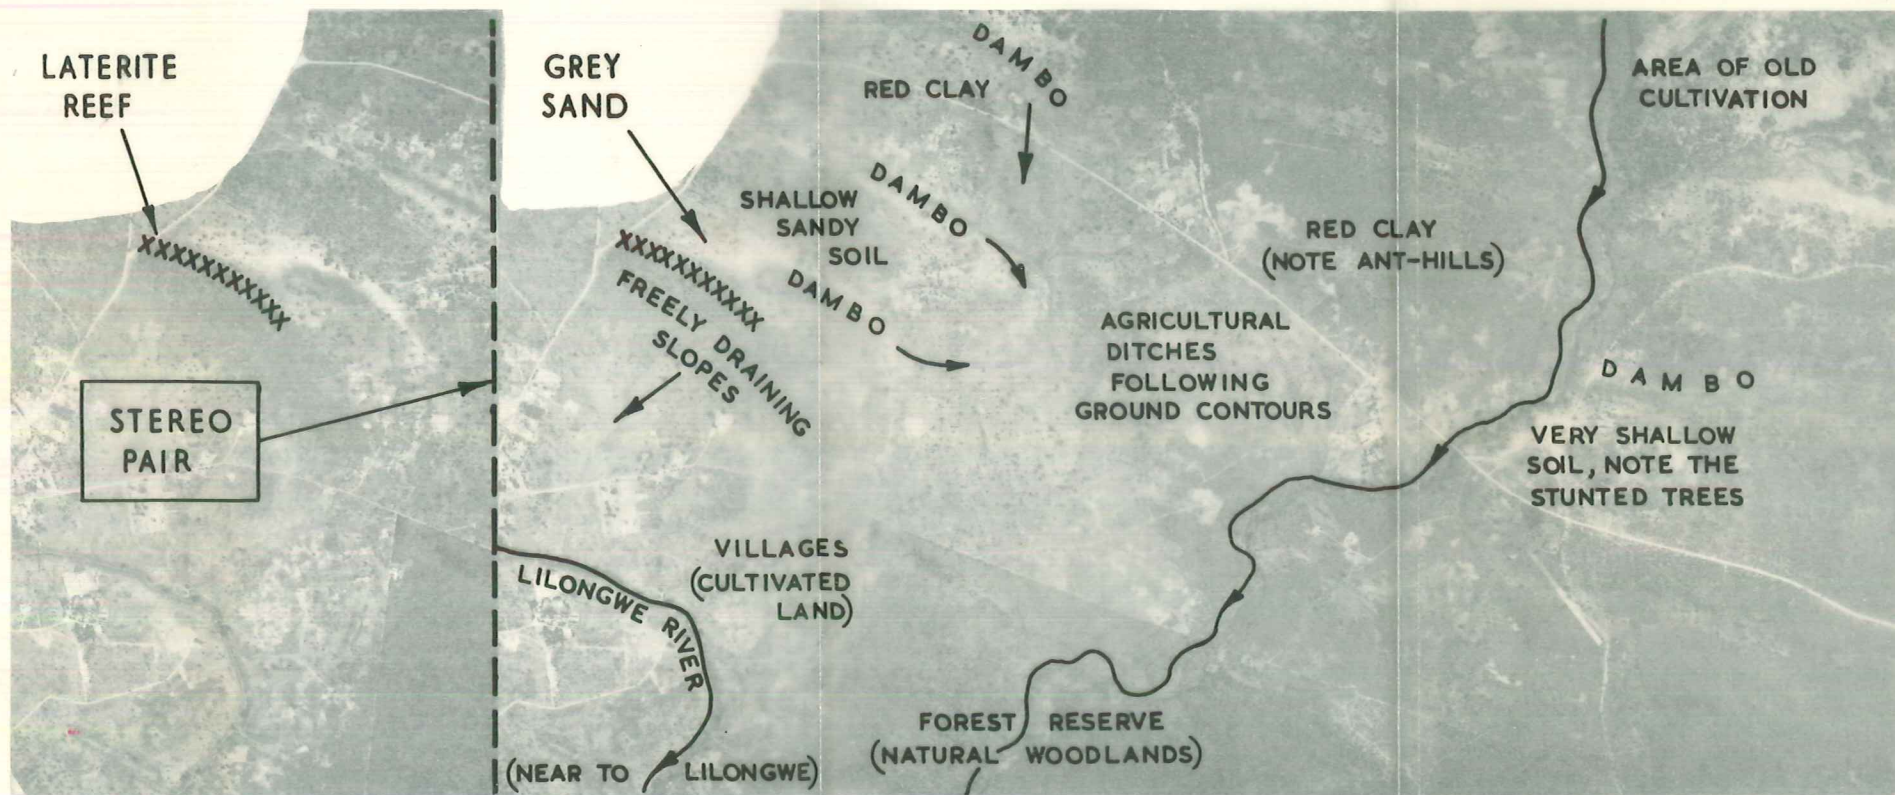 LATERITE
REEF
XXXXXXXXXXX
STEREO
PAIR
GREY
SAND
XXXXXXXXXXX
FREELY DRAINING
SLOPES
LILONGWE RIVER
(NEAR TO LILONGWE)
VILLAGES
(CULTIVATED
LAND)
DAMBO
RED CLAY
DAMBO
SHALLOW
SANDY
SOIL
DAMBO
AGRICULTURAL
DITCHES
FOLLOWING
GROUND CONTOURS
RED CLAY
(NOTE ANT-HILLS)
AREA OF OLD
CULTIVATION
DAMBO
VERY SHALLOW
SOIL, NOTE THE
STUNTED TREES
FOREST RESERVE
(NATURAL WOODLANDS)